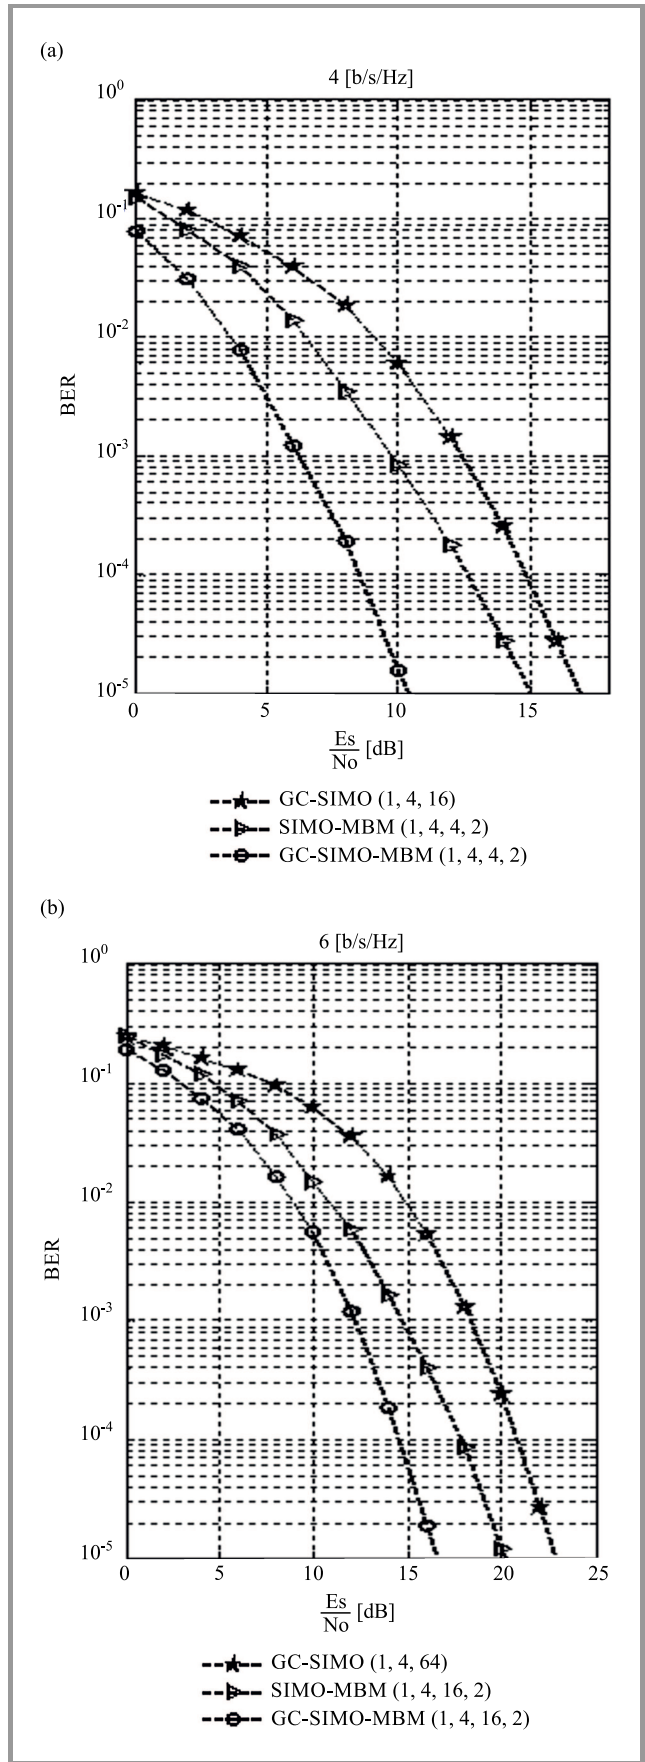 (a)
4 [b/s/Hz]
10^0
10^-1
10^-2
10^-3
10^-4
10^-5
BER
0 5 10 15
Es
No [dB]
GC-SIMO (1, 4, 16)
SIMO-MBM (1, 4, 4, 2)
GC-SIMO-MBM (1, 4, 4, 2)
(b)
6 [b/s/Hz]
10^0
10^-1
10^-2
10^-3
10^-4
10^-5
BER
0 5 10 15 20 25
Es
No [dB]
GC-SIMO (1, 4, 64)
SIMO-MBM (1, 4, 16, 2)
GC-SIMO-MBM (1, 4, 16, 2)